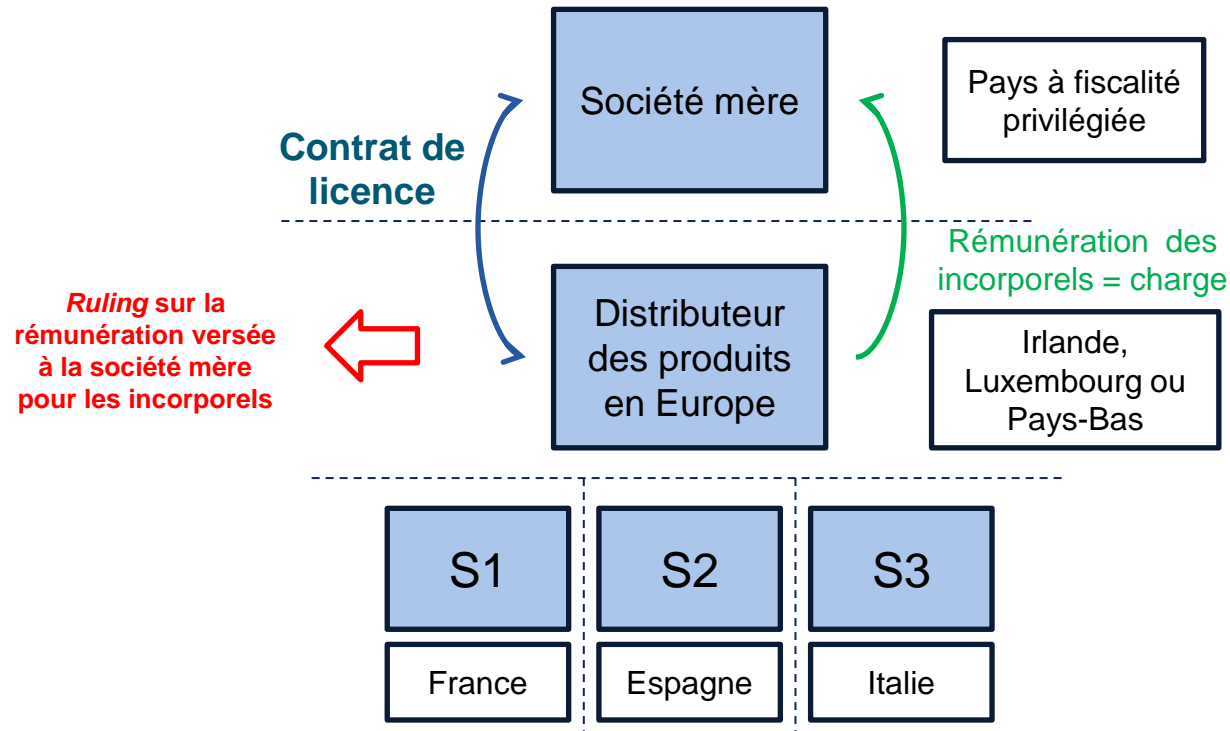 Société mère
Pays à fiscalité
privilégiée
Contrat de
licence
Rémunération des
incorporels = charge
Ruling sur la
rémunération versée
à la société mère
pour les incorporels
Distributeur
des produits
en Europe
Irlande,
Luxembourg ou
Pays-Bas
S1
S2
S3
France
Espagne
Italie